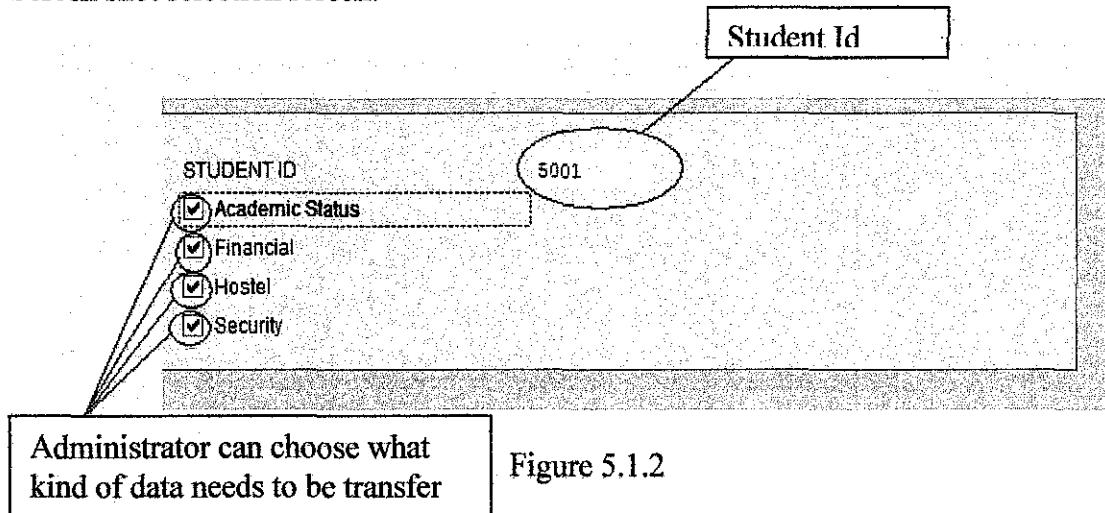 Student Id
STUDENT ID 5001
Academic Status
Financial
Hostel
Security
Administrator can choose what
kind of data needs to be transfer
Figure 5.1.2